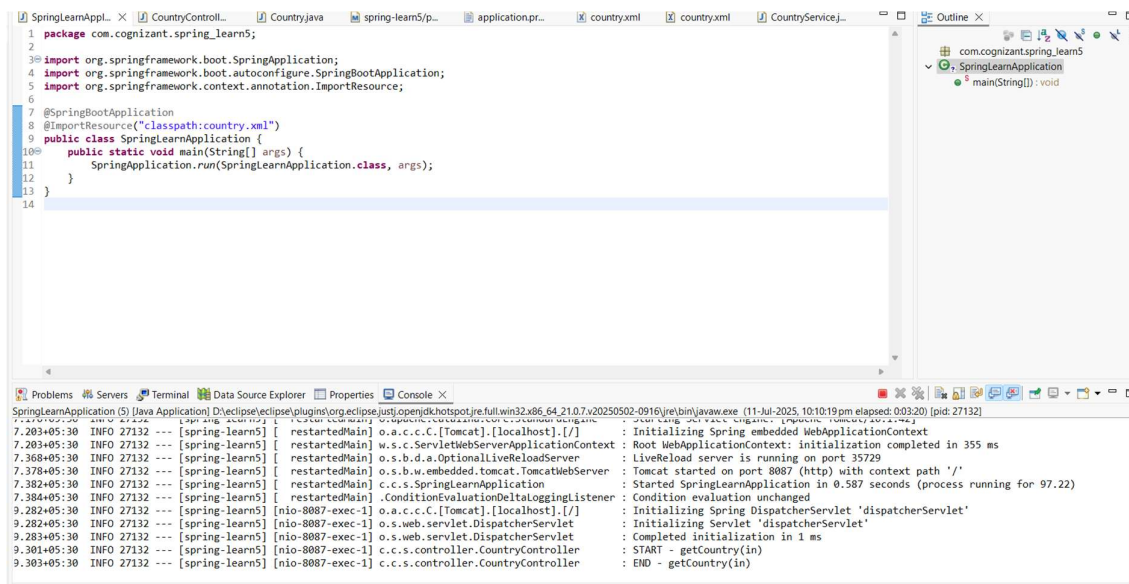 SpringLearnAppl... CountryControll... Country.java spring-learn5/p... application.pr... country.xml country.xml CountryService.j... Outline
1 package com.cognizant.spring_learn5;
2
3 import org.springframework.boot.SpringApplication;
4 import org.springframework.boot.autoconfigure.SpringBootApplication;
5 import org.springframework.context.annotation.ImportResource;
6
7 @SpringBootApplication
8 @ImportResource("classpath:country.xml")
9 public class SpringLearnApplication {
10 public static void main(String[] args) {
11 SpringApplication.run(SpringLearnApplication.class, args);
12 }
13 }
14
com.cognizant.spring_learn5
SpringLearnApplication
main(String[]) : void
Problems Servers Terminal Data Source Explorer Properties Console
SpringLearnApplication (5) [Java Application] D:\eclipse\eclipse\plugins\org.eclipse.justj.openjdk.hotspot.jre.full.win32.x86_64_21.0.7.v20250502-0916\jre\bin\javaw.exe (11-Jul-2025, 10:10:19 pm elapsed: 0:03:20) [pid: 27132]
7.203+05:30 INFO 27132 --- [spring-learn5] [ restartedMain] o.a.c.c.C.[Tomcat].[localhost].[/] : Initializing Spring embedded WebApplicationContext
7.203+05:30 INFO 27132 --- [spring-learn5] [ restartedMain] w.s.c.ServletWebServerApplicationContext : Root WebApplicationContext: initialization completed in 355 ms
7.368+05:30 INFO 27132 --- [spring-learn5] [ restartedMain] o.s.b.d.a.OptionalLiveReloadServer : LiveReload server is running on port 35729
7.378+05:30 INFO 27132 --- [spring-learn5] [ restartedMain] o.s.b.w.embedded.tomcat.TomcatWebServer : Tomcat started on port 8087 (http) with context path '/'
7.382+05:30 INFO 27132 --- [spring-learn5] [ restartedMain] c.c.s.SpringLearnApplication : Started SpringLearnApplication in 0.587 seconds (process running for 97.22)
7.384+05:30 INFO 27132 --- [spring-learn5] [ restartedMain] .ConditionEvaluationDeltaLoggingListener : Condition evaluation unchanged
9.282+05:30 INFO 27132 --- [spring-learn5] [nio-8087-exec-1] o.a.c.c.C.[Tomcat].[localhost].[/] : Initializing Spring DispatcherServlet 'dispatcherServlet'
9.282+05:30 INFO 27132 --- [spring-learn5] [nio-8087-exec-1] o.s.web.servlet.DispatcherServlet : Initializing Servlet 'dispatcherServlet'
9.283+05:30 INFO 27132 --- [spring-learn5] [nio-8087-exec-1] o.s.web.servlet.DispatcherServlet : Completed initialization in 1 ms
9.301+05:30 INFO 27132 --- [spring-learn5] [nio-8087-exec-1] c.c.s.controller.CountryController : START - getCountry(in)
9.303+05:30 INFO 27132 --- [spring-learn5] [nio-8087-exec-1] c.c.s.controller.CountryController : END - getCountry(in)